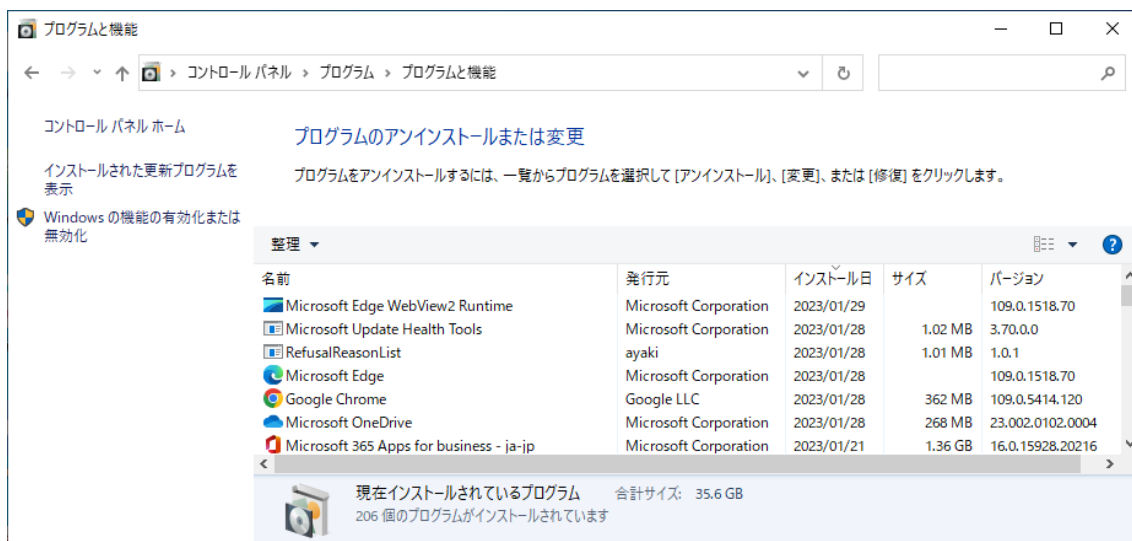 プログラムと機能
コントロール パネル › プログラム › プログラムと機能
コントロール パネル ホーム
インストールされた更新プログラムを
表示
Windows の機能の有効化または
無効化
プログラムのアンインストールまたは変更
プログラムをアンインストールするには、一覧からプログラムを選択して [アンインストール]、[変更]、または [修復] をクリックします。
整理
名前 発行元 インストール日 サイズ バージョン
Microsoft Edge WebView2 Runtime Microsoft Corporation 2023/01/29 109.0.1518.70
Microsoft Update Health Tools Microsoft Corporation 2023/01/28 1.02 MB 3.70.0.0
RefusalReasonList ayaki 2023/01/28 1.01 MB 1.0.1
Microsoft Edge Microsoft Corporation 2023/01/28 109.0.1518.70
Google Chrome Google LLC 2023/01/28 362 MB 109.0.5414.120
Microsoft OneDrive Microsoft Corporation 2023/01/28 268 MB 23.002.0102.0004
Microsoft 365 Apps for business - ja-jp Microsoft Corporation 2023/01/21 1.36 GB 16.0.15928.20216
現在インストールされているプログラム 合計サイズ: 35.6 GB
206 個のプログラムがインストールされています